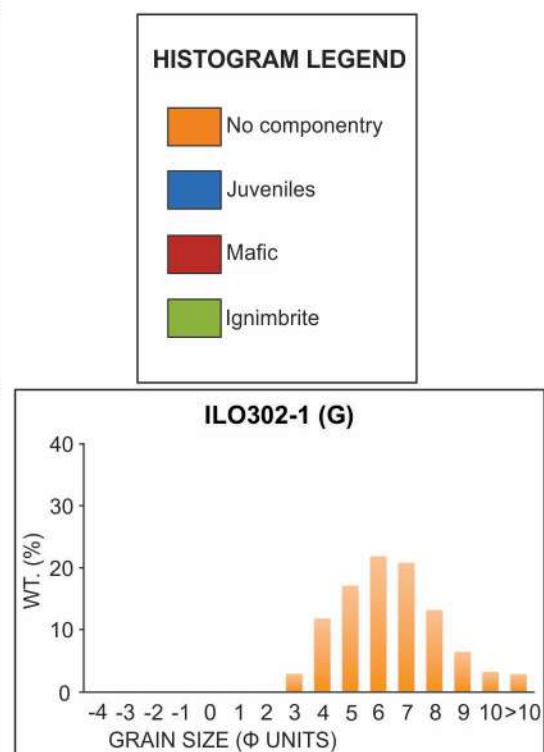 HISTOGRAM LEGEND
No componentry
Juveniles
Mafic
Ignimbrite
ILO302-1 (G)
40
30
20
10
0
WT. (%)
-4 -3 -2 -1 0 1 2 3 4 5 6 7 8 9 10 >10
GRAIN SIZE (Φ UNITS)